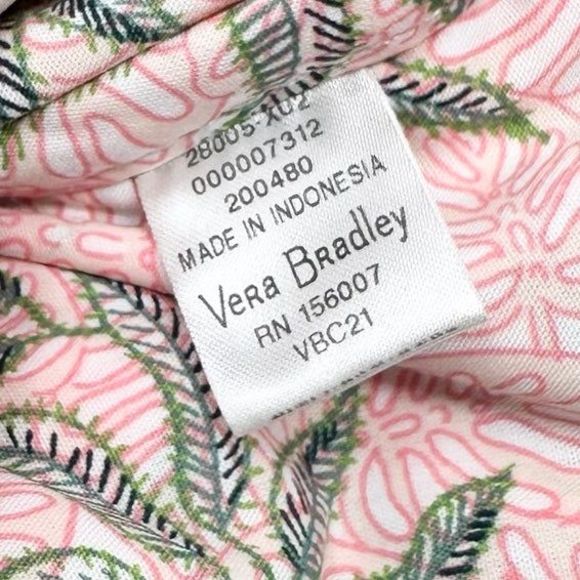 28005-X02
000007312
200480
MADE IN INDONESIA
Vera Bradley
RN 156007
VBC21